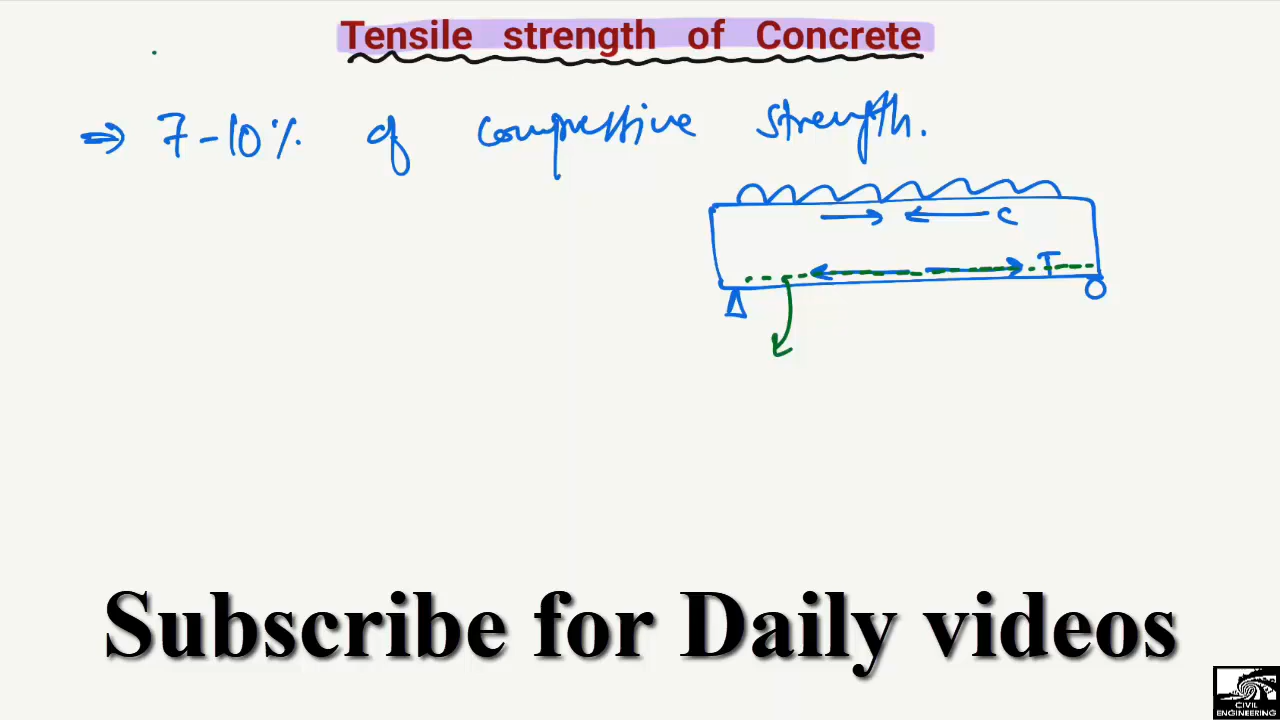 Tensile strength of Concrete
⇒ 7-10% of compressive strength.
C
T
Subscribe for Daily videos
CIVIL
ENGINEERING